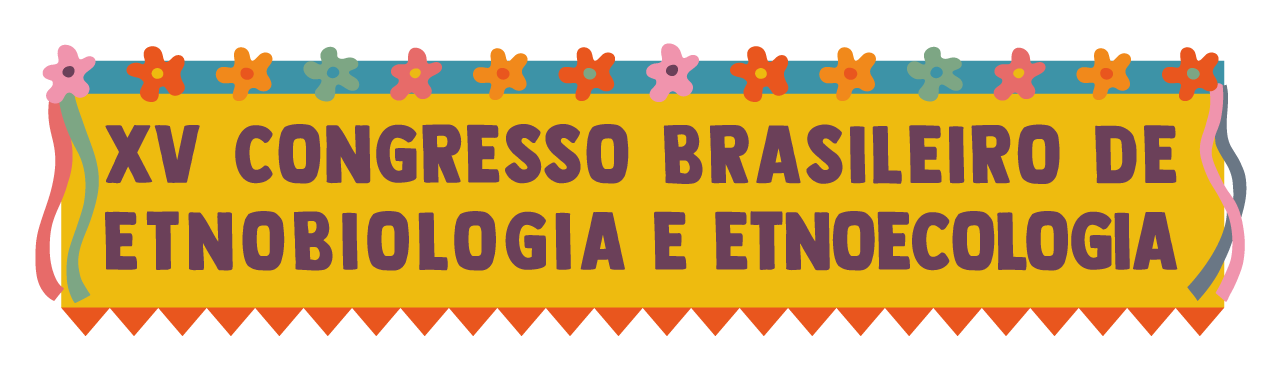 XV CONGRESSO BRASILEIRO DE
ETNOBIOLOGIA E ETNOECOLOGIA